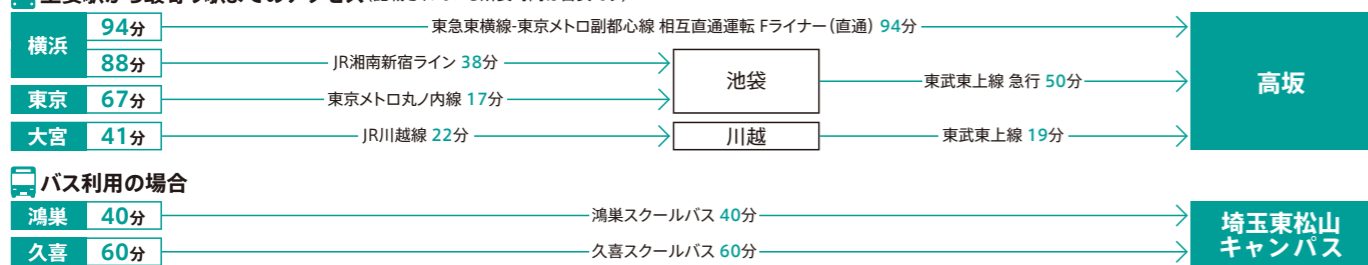 横浜 94分 東急東横線-東京メトロ副都心線 相互直通運転 Fライナー(直通) 94分
88分 JR湘南新宿ライン 38分 池袋 東武東上線 急行 50分 高坂
東京 67分 東京メトロ丸ノ内線 17分
大宮 41分 JR川越線 22分 川越 東武東上線 19分
バス利用の場合
鴻巣 40分 鴻巣スクールバス 40分 埼玉東松山
久喜 60分 久喜スクールバス 60分 キャンパス